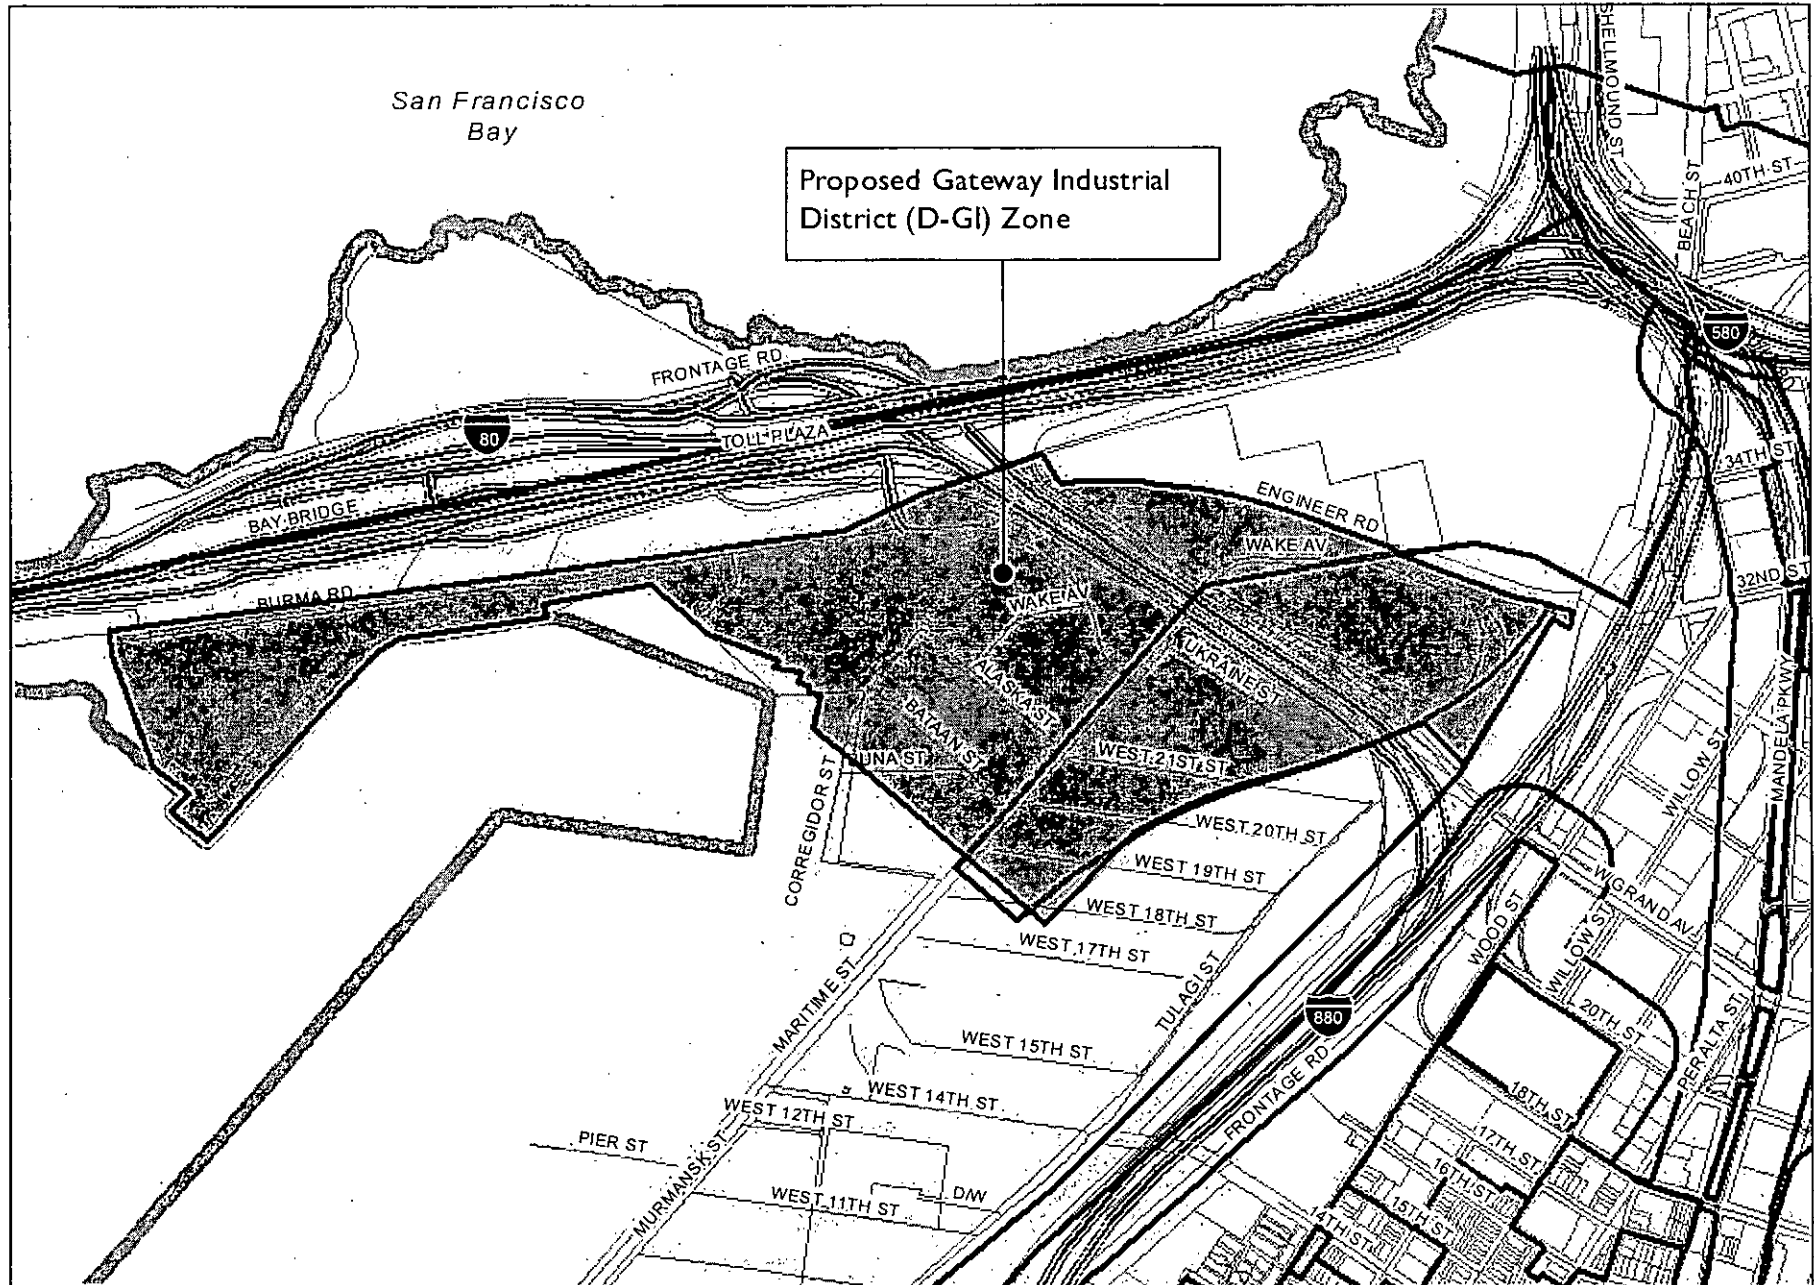 San Francisco
Bay
Proposed Gateway Industrial
District (D-GI) Zone
SHELLMOUND ST
BEACH ST
40TH ST
580
FRONTAGE RD
80
TOLL PLAZA
BAY BRIDGE
34TH ST
ENGINEER RD
WAKE AV
32ND ST
BURMA RD
WAKE AV
UKRAINE ST
ALASKA ST
BATAAN ST
MANDELA PKWY
WILLOW ST
UNA ST
WEST 21ST ST
CORREGIDOR ST
WEST 20TH ST
WEST 19TH ST
W GRAND AV
WEST 18TH ST
WOOD ST
WILLOW ST
WEST 17TH ST
MARITIME ST
TULAGI ST
880
20TH ST
PERALTA ST
WEST 15TH ST
FRONTAGE RD
WEST 14TH ST
18TH ST
WEST 12TH ST
17TH ST
PIER ST
MURMANSK ST
16TH ST
D/W
WEST 11TH ST
15TH ST
14TH ST